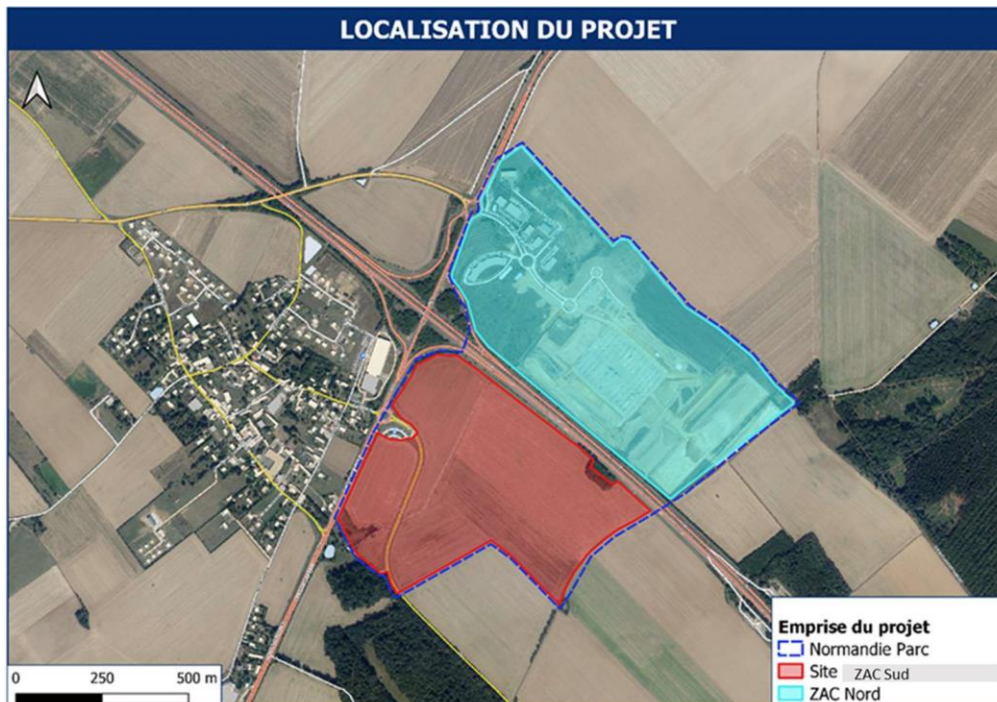 LOCALISATION DU PROJET
0 250 500 m
Emprise du projet
Normandie Parc
Site ZAC Sud
ZAC Nord